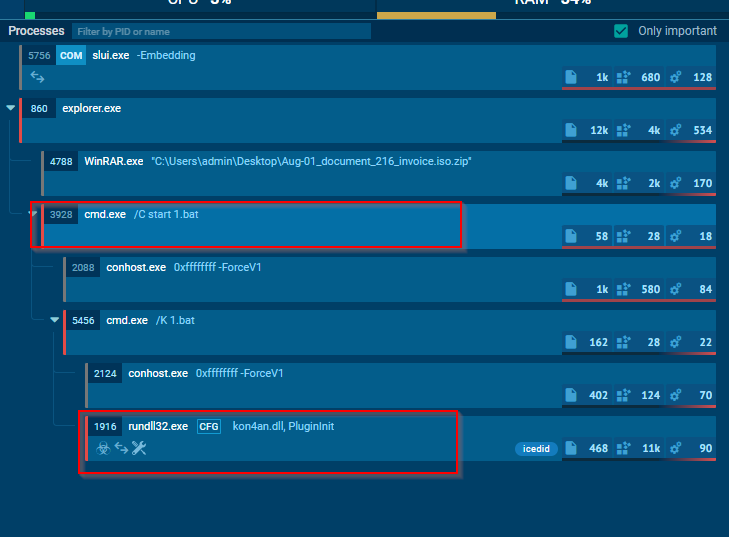 CPU 5% RAM 34%
Processes Filter by PID or name Only important
5756 COM slui.exe -Embedding
1k 680 128
860 explorer.exe
12k 4k 534
4788 WinRAR.exe "C:\Users\admin\Desktop\Aug-01_document_216_invoice.iso.zip"
4k 2k 170
3928 cmd.exe /C start 1.bat
58 28 18
2088 conhost.exe 0xffffffff -ForceV1
1k 580 84
5456 cmd.exe /K 1.bat
162 28 22
2124 conhost.exe 0xffffffff -ForceV1
402 124 70
1916 rundll32.exe CFG kon4an.dll, PluginInit
icedid 468 11k 90